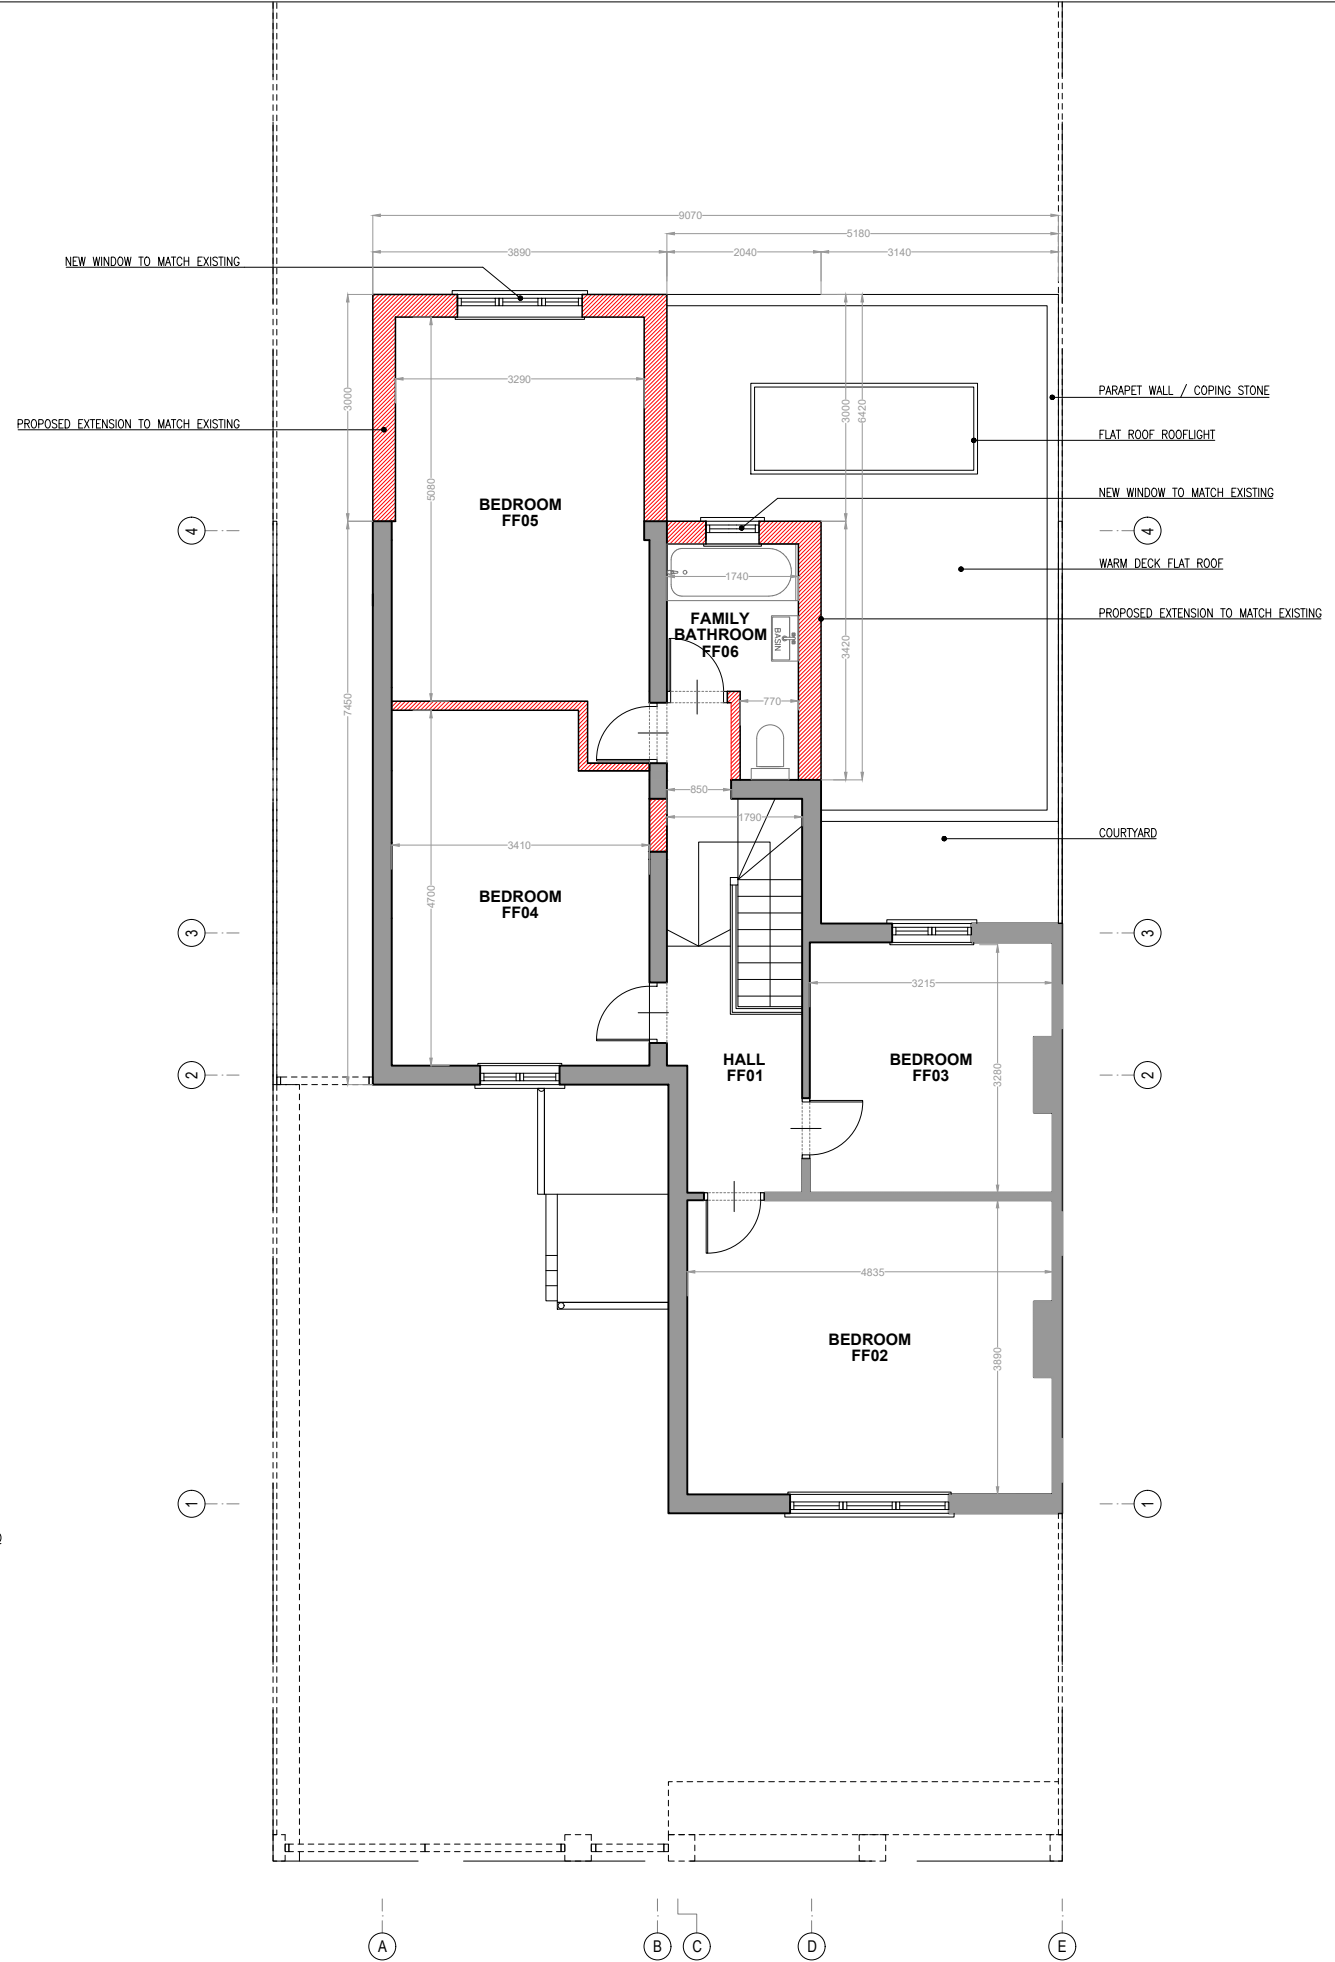 9070
5180
3890
2040
3140
NEW WINDOW TO MATCH EXISTING
3290
3000
3000
6420
PARAPET WALL / COPING STONE
PROPOSED EXTENSION TO MATCH EXISTING
FLAT ROOF ROOFLIGHT
5080
NEW WINDOW TO MATCH EXISTING
BEDROOM
FF05
4
4
WARM DECK FLAT ROOF
1740
PROPOSED EXTENSION TO MATCH EXISTING
FAMILY
BATHROOM
FF06
BASIN
3420
7450
770
850
1790
COURTYARD
3410
4700
BEDROOM
FF04
3
3
3215
HALL
FF01
BEDROOM
FF03
3280
2
2
4835
BEDROOM
FF02
3890
1
1
A
B
C
D
E